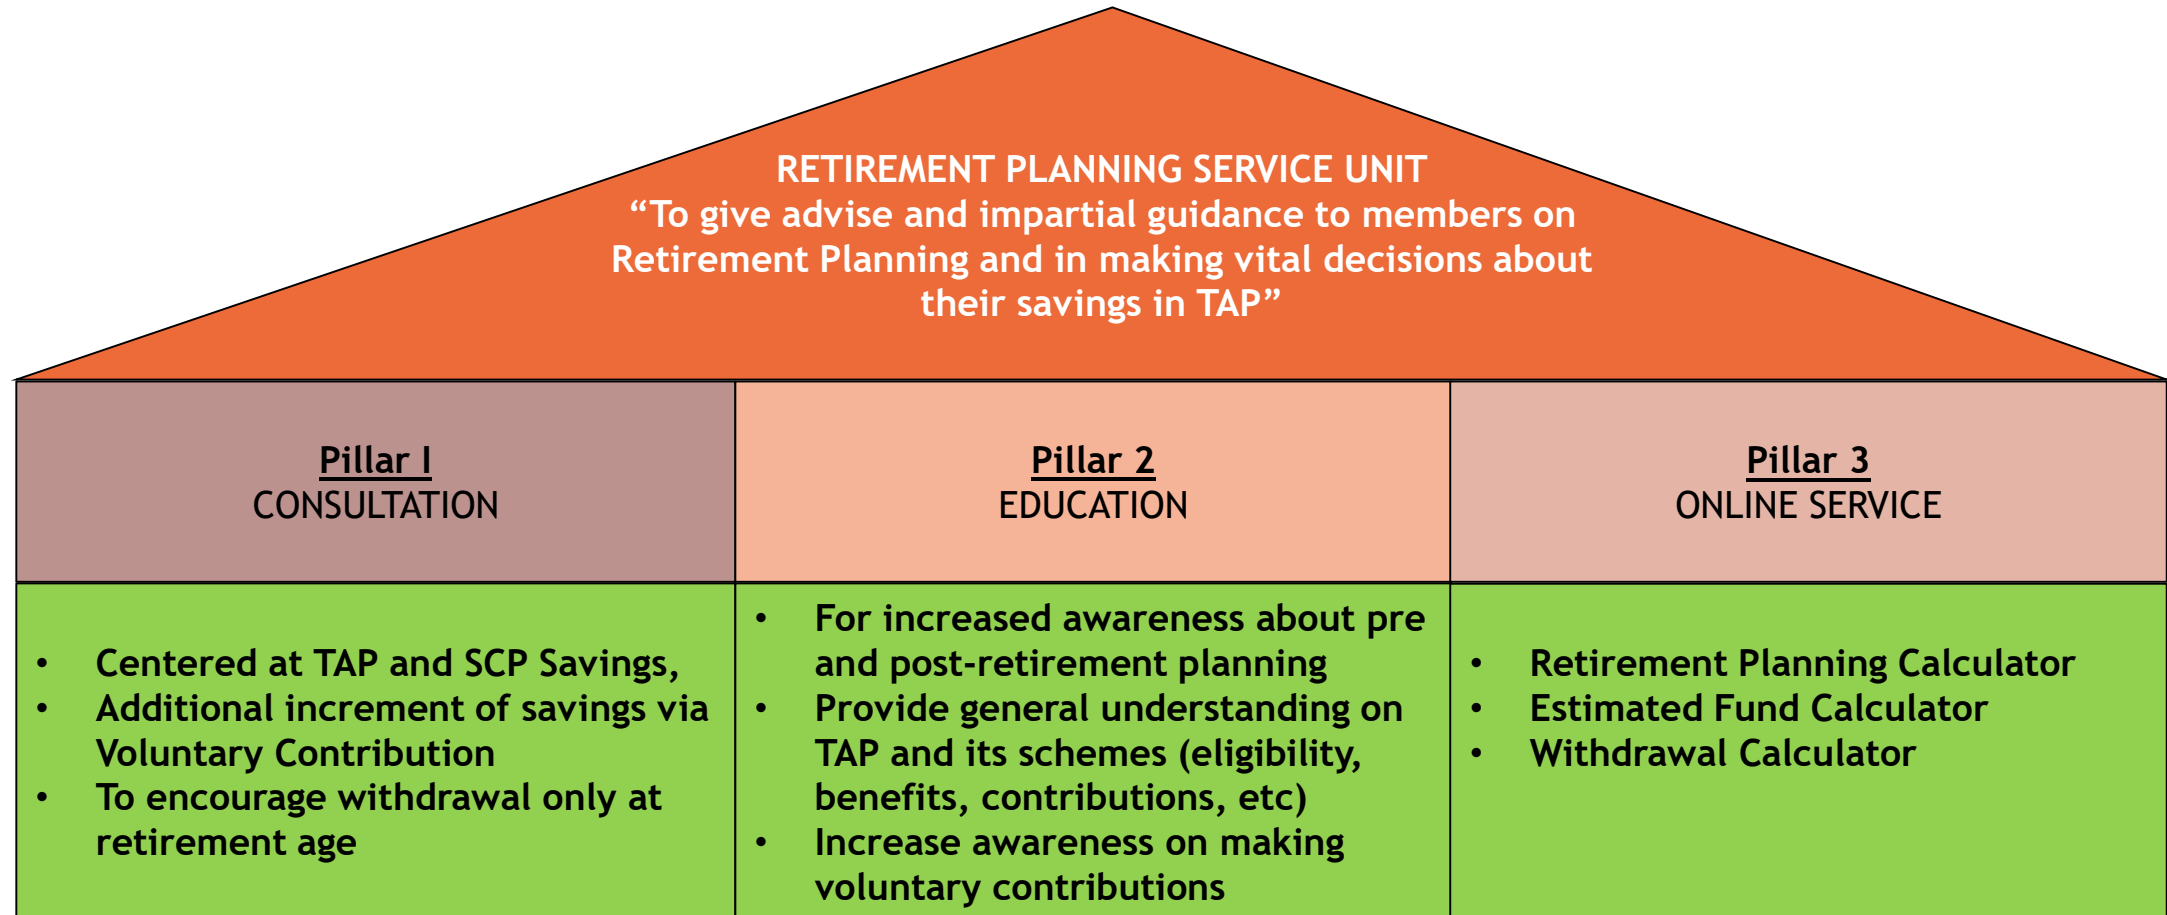 RETIREMENT PLANNING SERVICE UNIT
“To give advise and impartial guidance to members on
Retirement Planning and in making vital decisions about
their savings in TAP”
Pillar I
CONSULTATION
Pillar 2
EDUCATION
Pillar 3
ONLINE SERVICE
• Centered at TAP and SCP Savings,
• Additional increment of savings via
Voluntary Contribution
• To encourage withdrawal only at
retirement age
• For increased awareness about pre
and post-retirement planning
• Provide general understanding on
TAP and its schemes (eligibility,
benefits, contributions, etc)
• Increase awareness on making
voluntary contributions
• Retirement Planning Calculator
• Estimated Fund Calculator
• Withdrawal Calculator